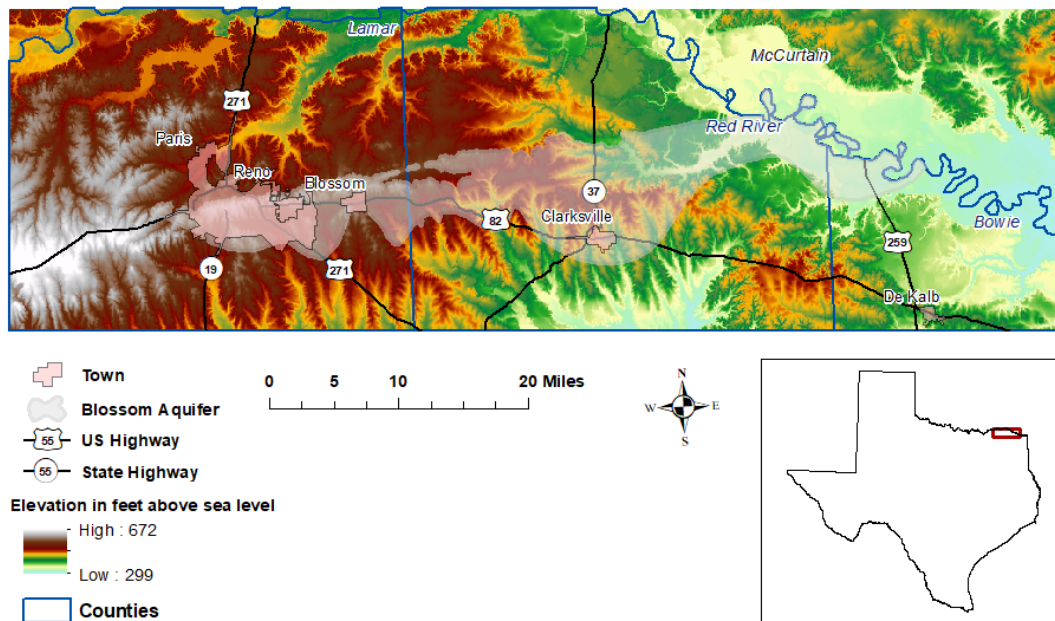 Lamar
McCurtain
271
Paris
Red River
Reno
Blossom
37
Clarksville
82
Bowie
259
19
271
De Kalb
Town
Blossom Aquifer
55 US Highway
55 State Highway
Elevation in feet above sea level
High : 672
Low : 299
Counties
0 5 10 20 Miles
N
W E
S